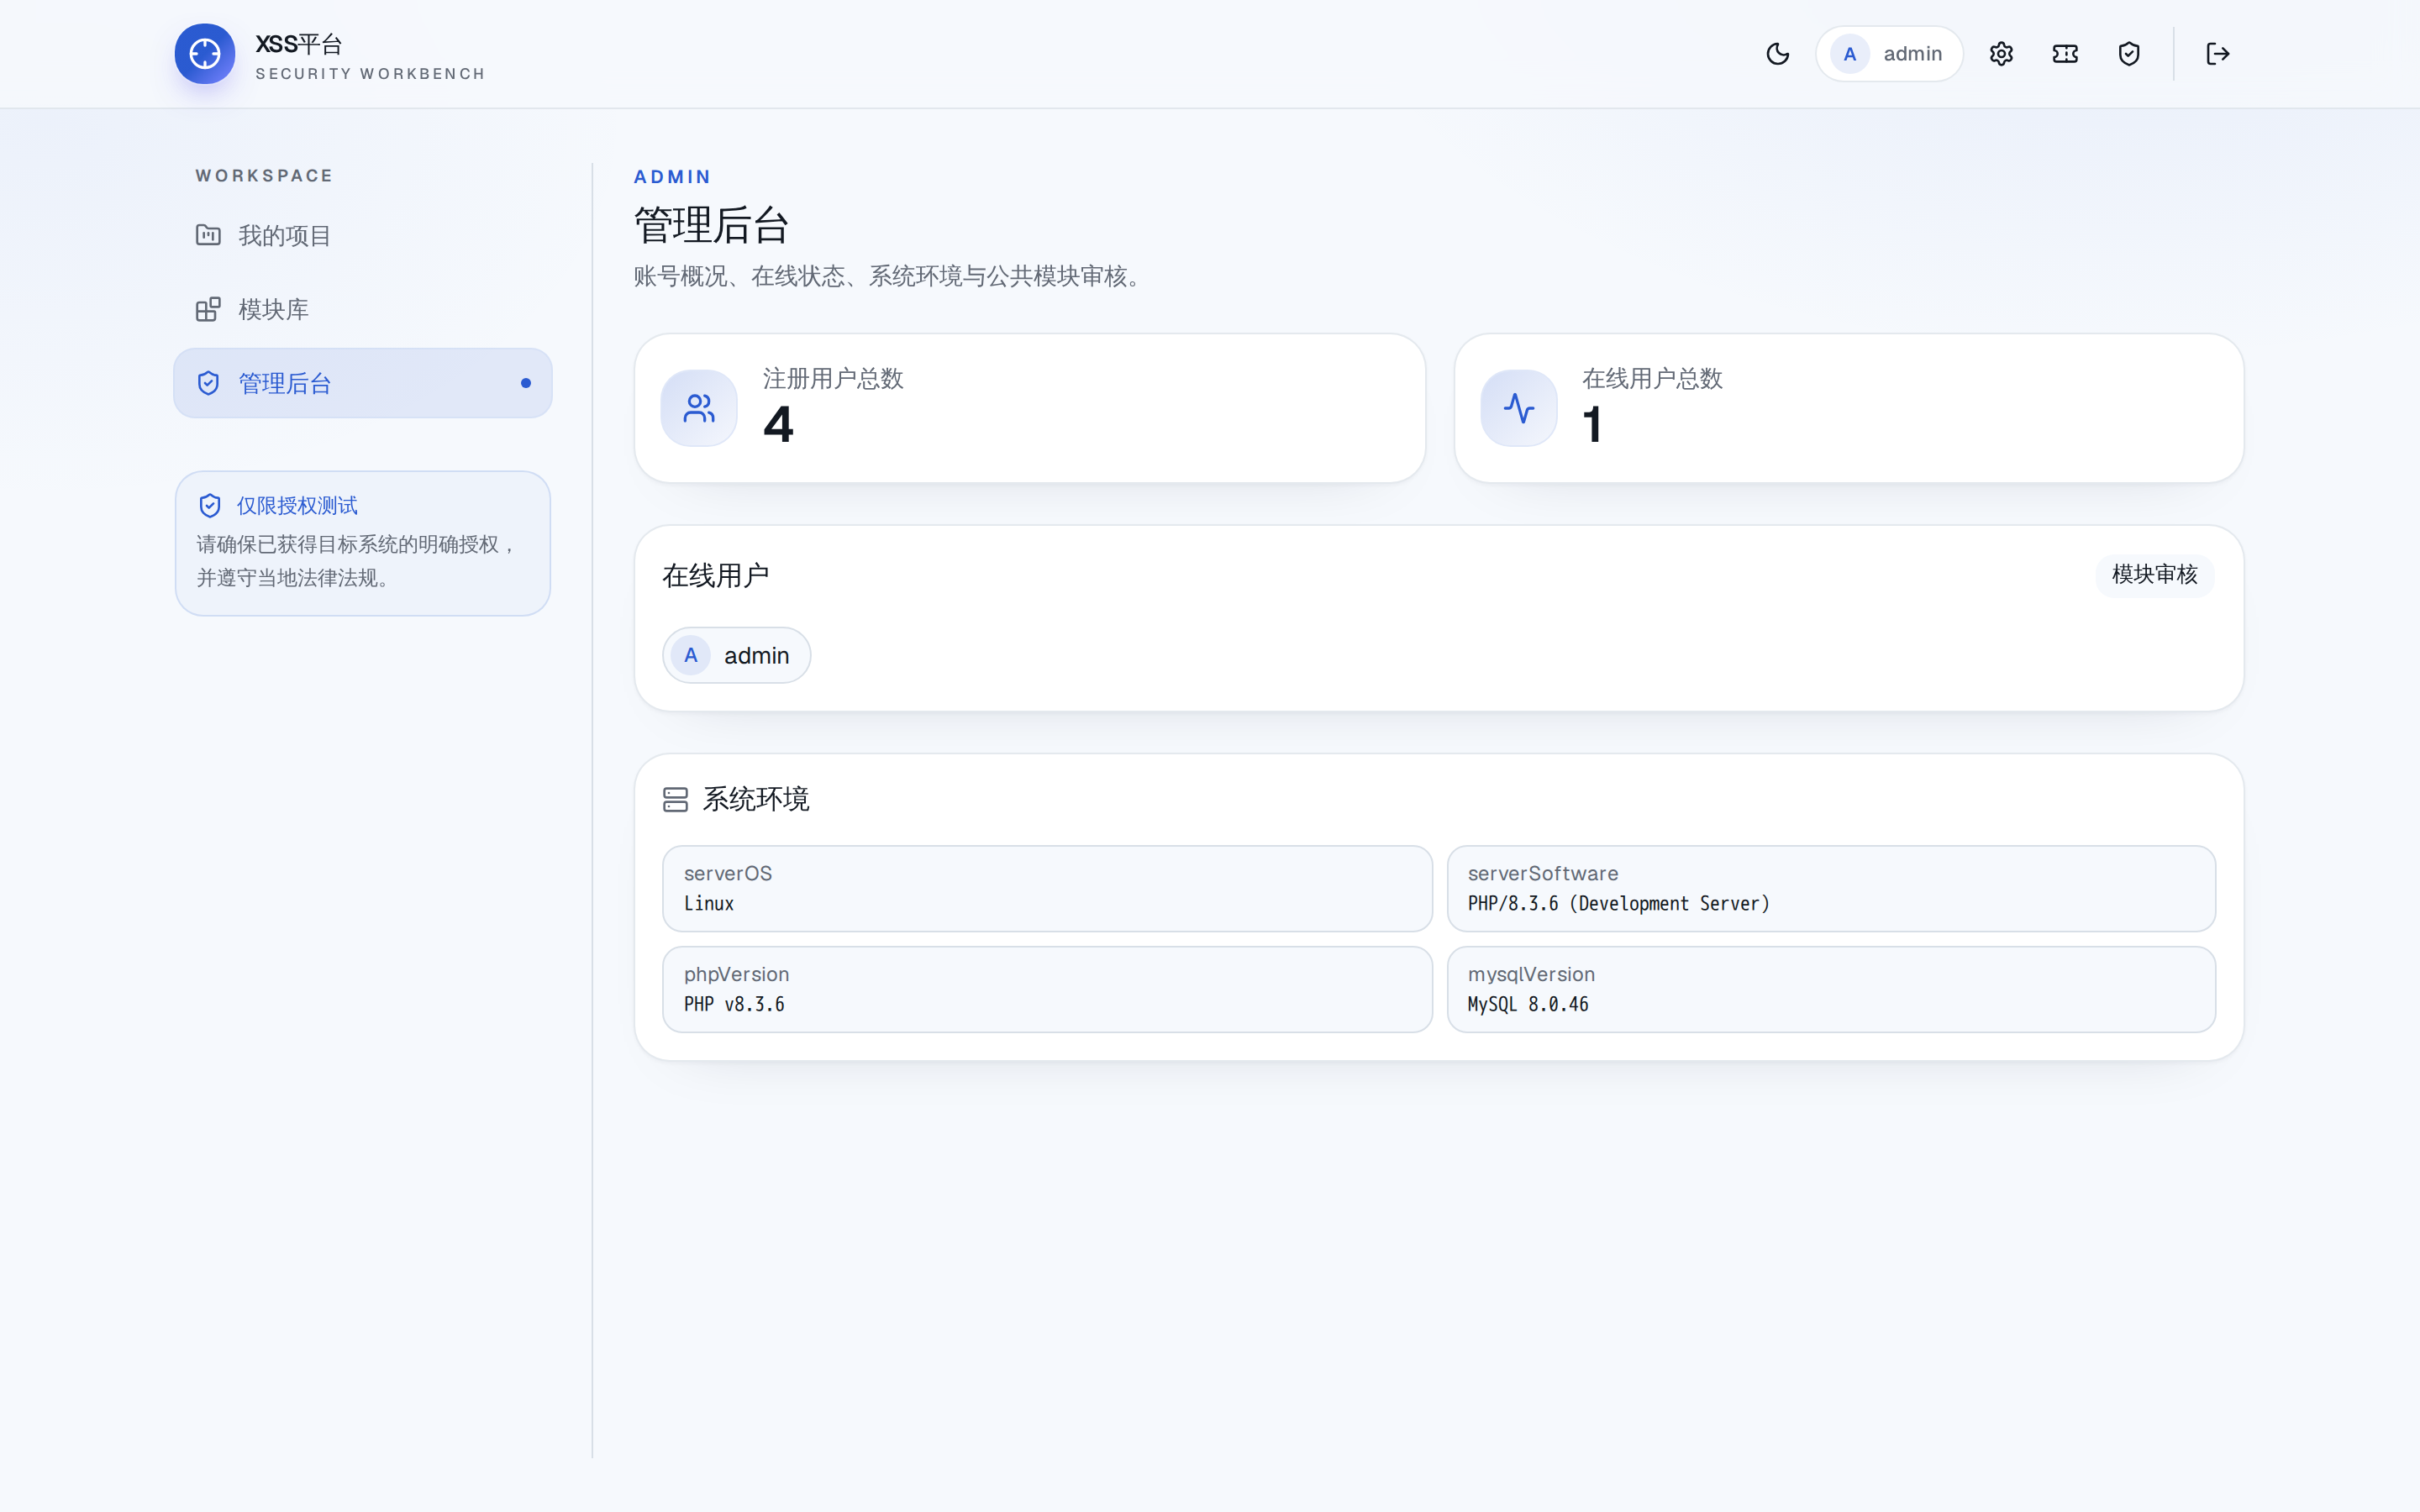 XSS平台
SECURITY WORKBENCH
A admin
WORKSPACE
我的项目
模块库
管理后台
仅限授权测试
请确保已获得目标系统的明确授权，
并遵守当地法律法规。
ADMIN
管理后台
账号概况、在线状态、系统环境与公共模块审核。
注册用户总数
4
在线用户总数
1
在线用户
模块审核
A admin
系统环境
serverOS
Linux
serverSoftware
PHP/8.3.6 (Development Server)
phpVersion
PHP v8.3.6
mysqlVersion
MySQL 8.0.46